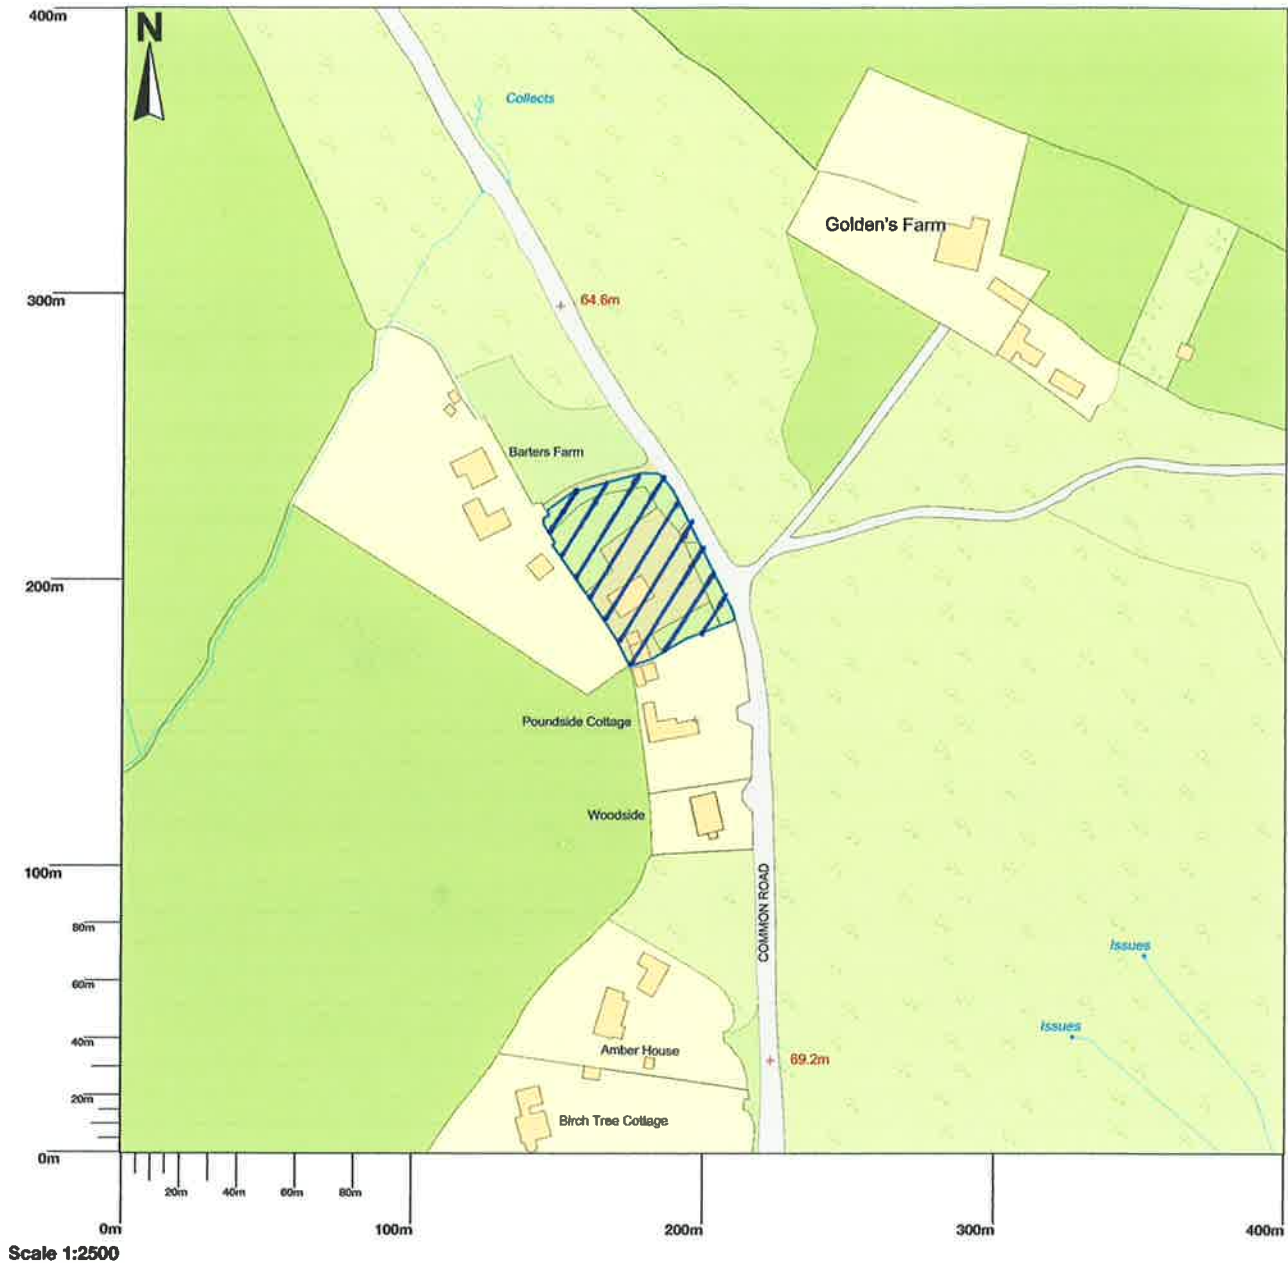 400m
N
Collects
Golden's Farm
300m
64.6m
Barters Farm
200m
Poundside Cottage
Woodside
100m
COMMON ROAD
80m
Issues
60m
Issues
40m
Amber House
69.2m
20m
Birch Tree Cottage
0m
20m 40m 60m 80m
0m 100m 200m 300m 400m
Scale 1:2500